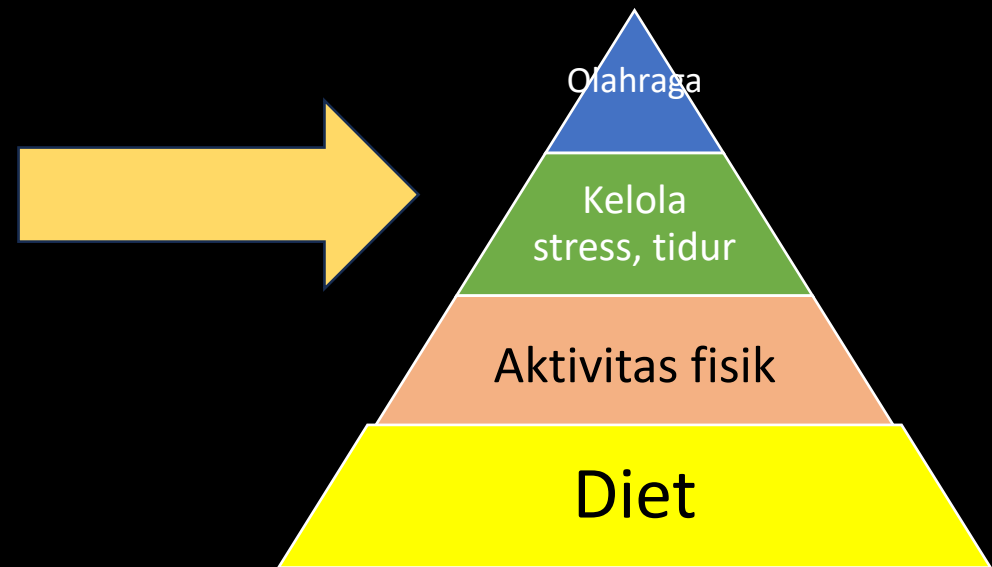 Olahraga
Kelola
stress, tidur
Aktivitas fisik
Diet